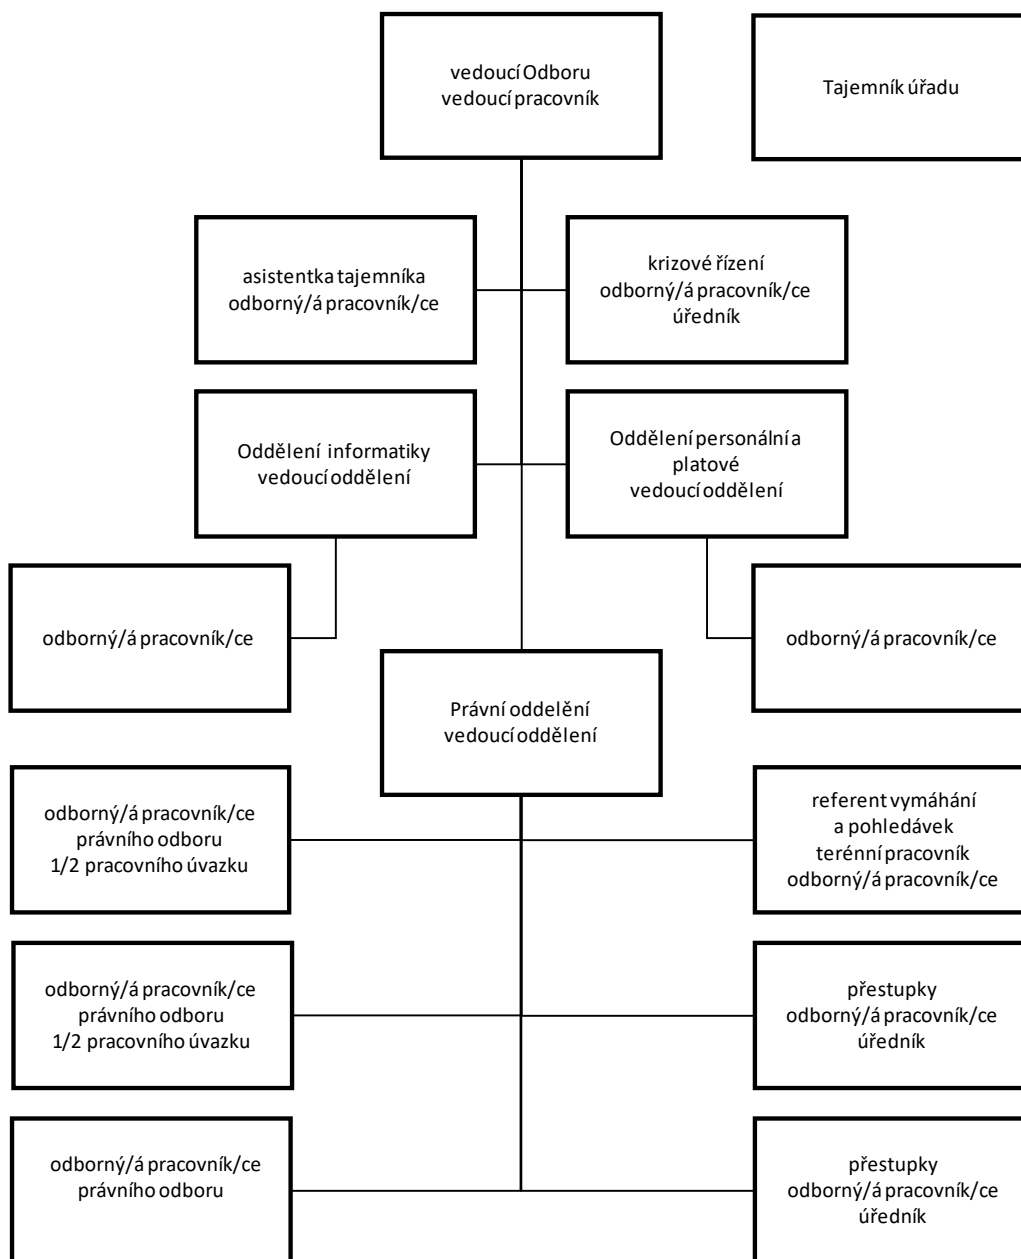 vedoucí Odboru
vedoucí pracovník
Tajemník úřadu
asistentka tajemníka
odborný/á pracovník/ce
krizové řízení
odborný/á pracovník/ce
úředník
Oddělení informatiky
vedoucí oddělení
Oddělení personální a
platové
vedoucí oddělení
odborný/á pracovník/ce
odborný/á pracovník/ce
Právní oddelění
vedoucí oddělení
odborný/á pracovník/ce
právního odboru
1/2 pracovního úvazku
referent vymáhání
a pohledávek
terénní pracovník
odborný/á pracovník/ce
odborný/á pracovník/ce
právního odboru
1/2 pracovního úvazku
přestupky
odborný/á pracovník/ce
úředník
odborný/á pracovník/ce
právního odboru
přestupky
odborný/á pracovník/ce
úředník